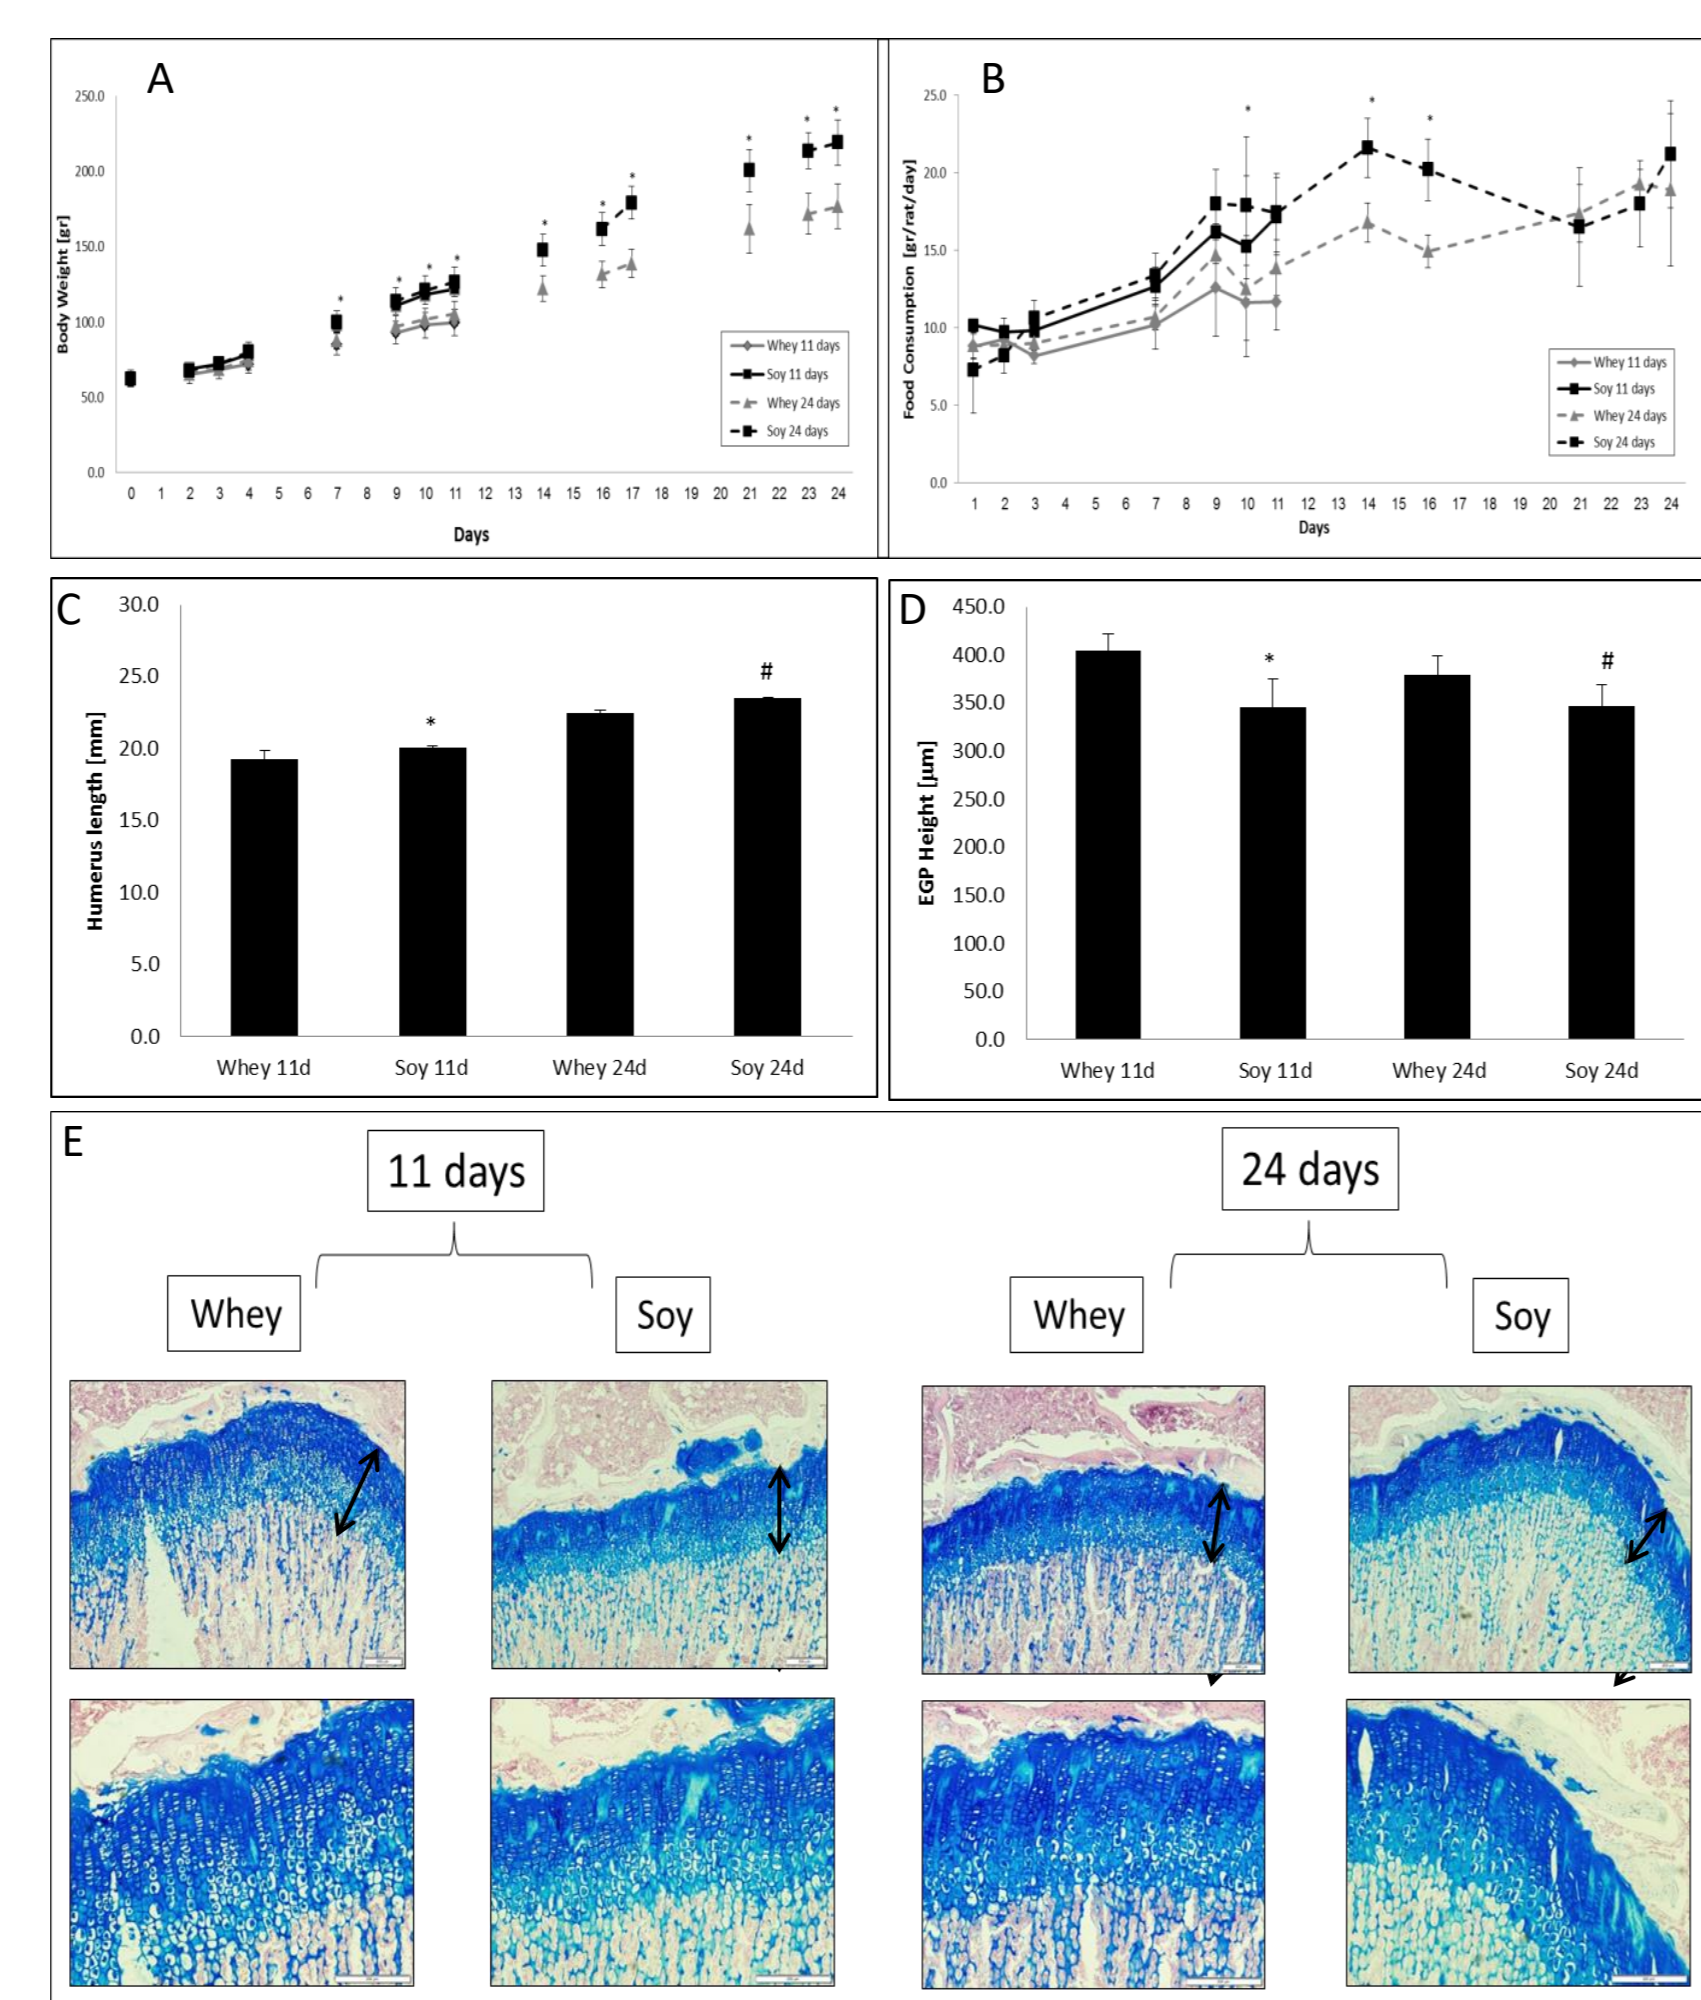 A
250.0
200.0
150.0
100.0
50.0
0.0
Body Weight [gr]
* * * * * * * * * *
Whey 11 days
Soy 11 days
Whey 24 days
Soy 24 days
0 1 2 3 4 5 6 7 8 9 10 11 12 13 14 15 16 17 18 19 20 21 22 23 24
Days
B
25.0
20.0
15.0
10.0
5.0
0.0
Food Consumption [gr/rat/day]
* * *
Whey 11 days
Soy 11 days
Whey 24 days
Soy 24 days
1 2 3 4 5 6 7 8 9 10 11 12 13 14 15 16 17 18 19 20 21 22 23 24
Days
C
30.0
25.0
20.0
15.0
10.0
5.0
0.0
Humerus length [mm]
* #
Whey 11d Soy 11d Whey 24d Soy 24d
D
450.0
400.0
350.0
300.0
250.0
200.0
150.0
100.0
50.0
0.0
EGP Height [µm]
* #
Whey 11d Soy 11d Whey 24d Soy 24d
E
11 days
24 days
Whey
Soy
Whey
Soy